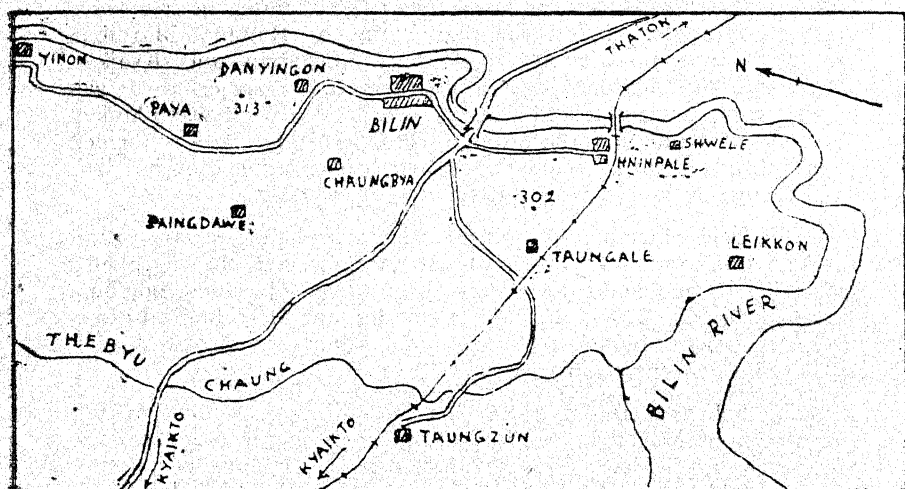 THATON
YINON
DANYINGON
N
PAYA
313
BILIN
SHWELE
HNINPALE
CHAUNGBYA
302
PAINGDAWE
TAUNGALE
LEIKKON
THEBYU CHAUNG
BILIN RIVER
KYAIKTO
KYAIKTO
TAUNGZUN